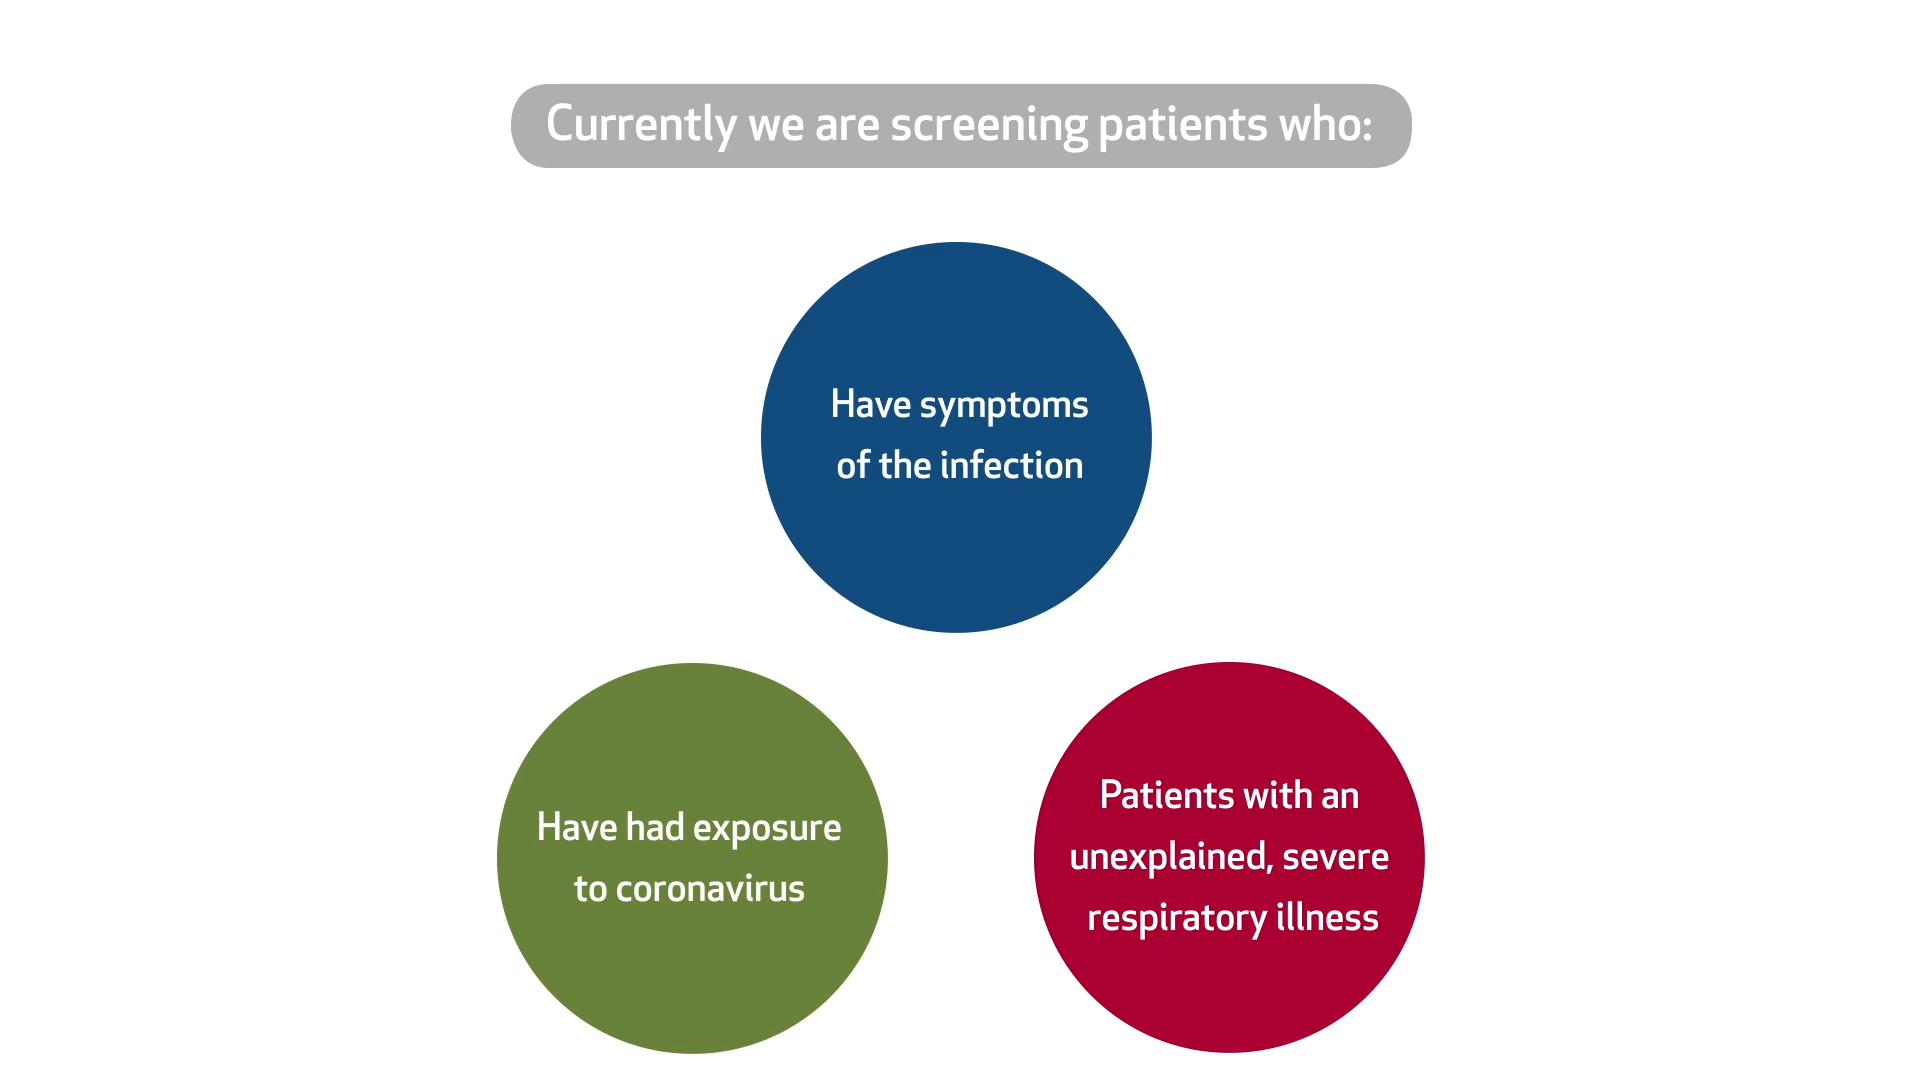 Currently we are screening patients who:
Have symptoms
of the infection
Have had exposure
to coronavirus
Patients with an
unexplained, severe
respiratory illness